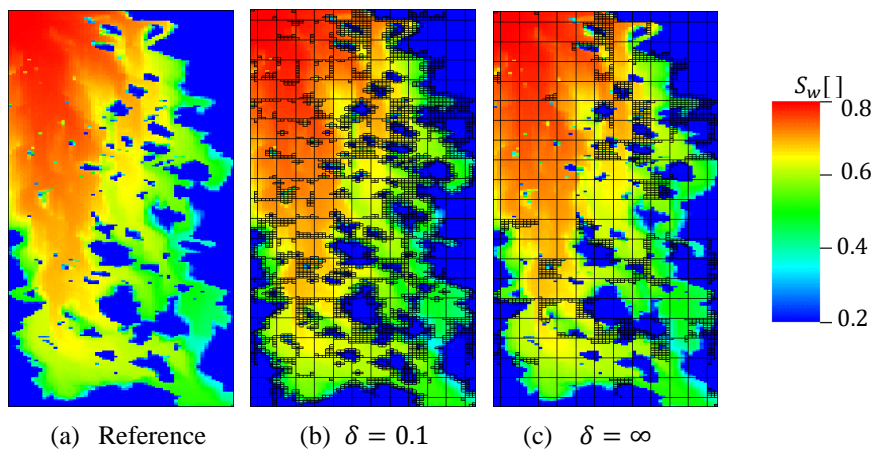 S_w[ ]
0.8
0.6
0.4
0.2
(a) Reference
(b) δ = 0.1
(c) δ = ∞